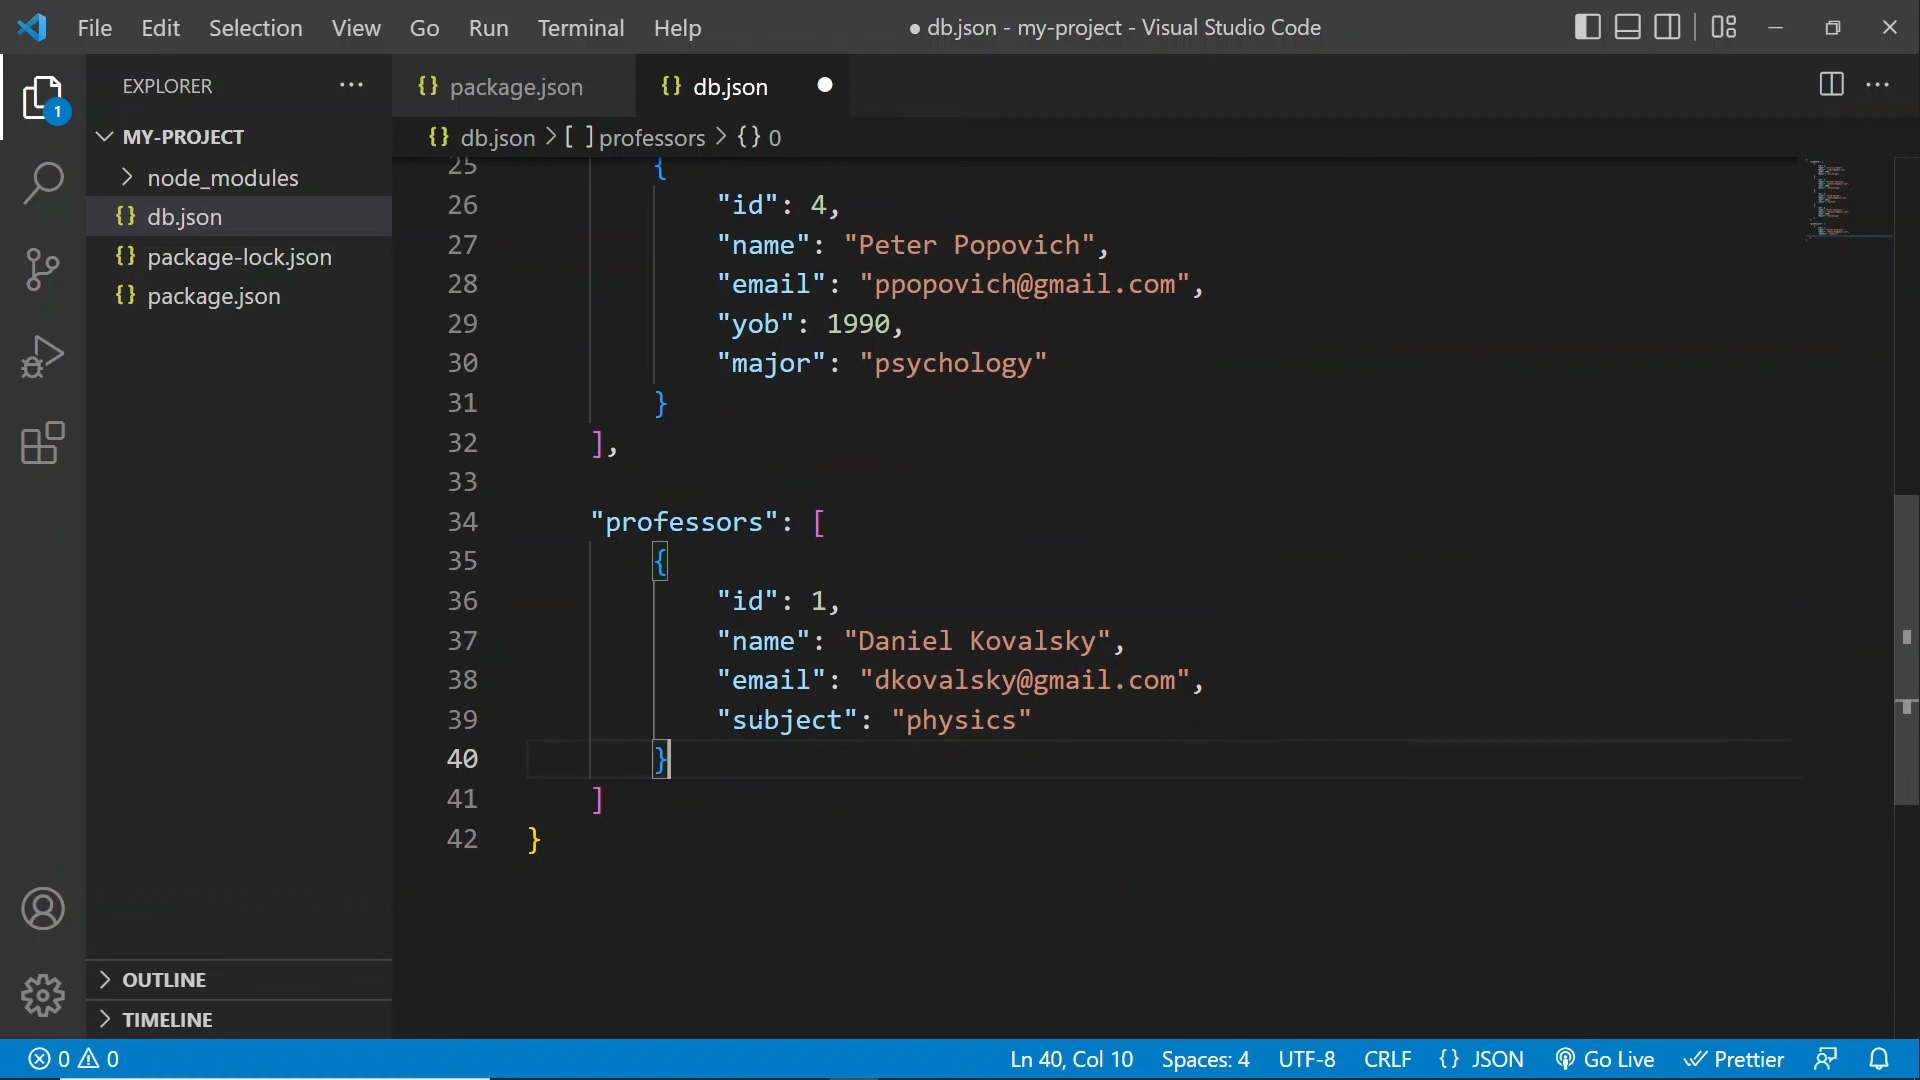 File Edit Selection View Go Run Terminal Help ● db.json - my-project - Visual Studio Code
EXPLORER ···
{} package.json {} db.json ●
1
MY-PROJECT
{} db.json > [ ] professors > {} 0
> node_modules
{} db.json
{} package-lock.json
{} package.json
25 {
26 "id": 4,
27 "name": "Peter Popovich",
28 "email": "ppopovich@gmail.com",
29 "yob": 1990,
30 "major": "psychology"
31 }
32 ],
33
34 "professors": [
35 {
36 "id": 1,
37 "name": "Daniel Kovalsky",
38 "email": "dkovalsky@gmail.com",
39 "subject": "physics"
40 }
41 ]
42 }
> OUTLINE
> TIMELINE
0 0 Ln 40, Col 10 Spaces: 4 UTF-8 CRLF {} JSON Go Live Prettier